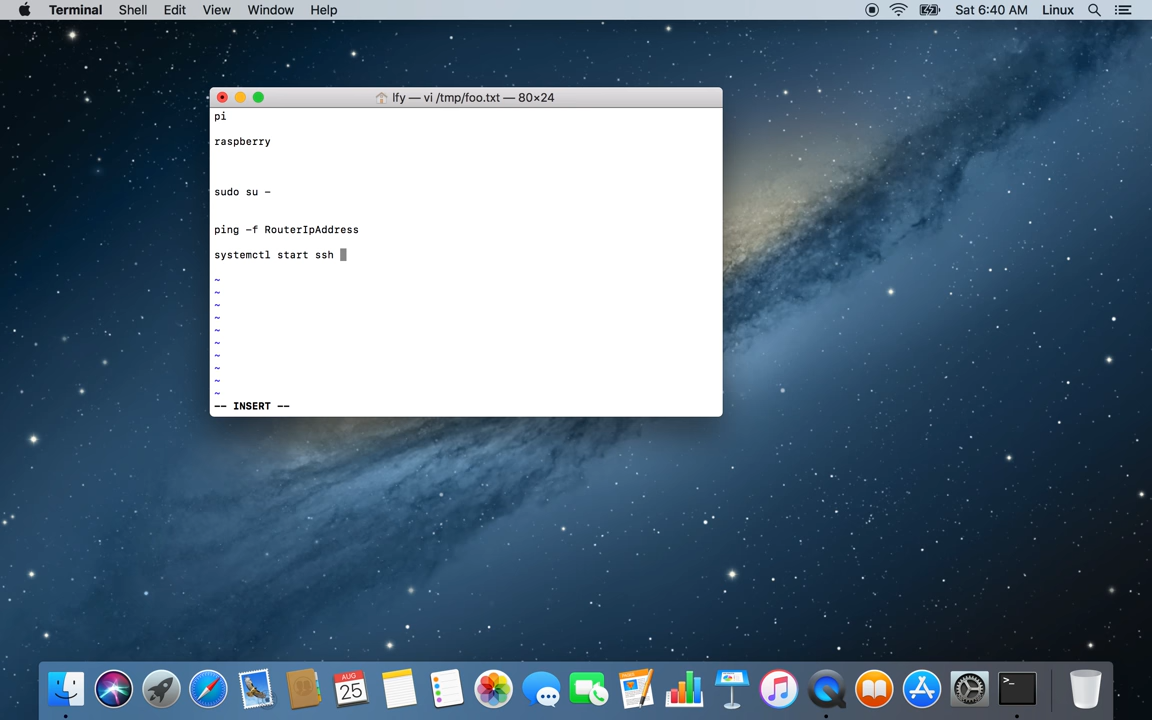 Terminal Shell Edit View Window Help Sat 6:40 AM Linux
lfy — vi /tmp/foo.txt — 80×24
pi
raspberry
sudo su -
ping -f RouterIpAddress
systemctl start ssh
~
~
~
~
~
~
~
~
~
~
-- INSERT --
AUG
25
>_